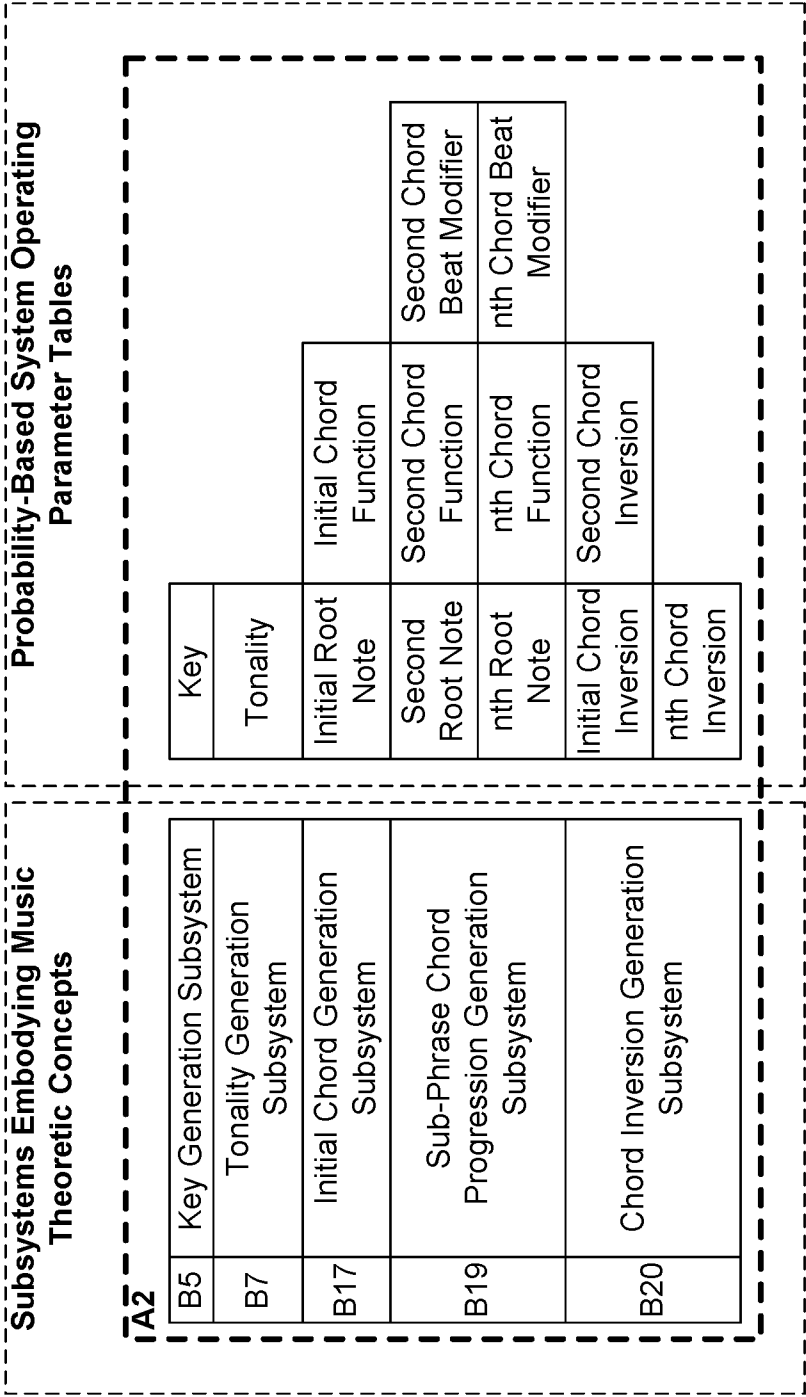 Subsystems Embodying Music
Theoretic Concepts
Probability-Based System Operating
Parameter Tables
A2
B5
Key Generation Subsystem
Key
B7
Tonality Generation
Subsystem
Tonality
B17
Initial Chord Generation
Subsystem
Initial Root
Note
Initial Chord
Function
B19
Sub-Phrase Chord
Progression Generation
Subsystem
Second
Root Note
Second Chord
Function
Second Chord
Beat Modifier
nth Root
Note
nth Chord
Function
nth Chord Beat
Modifier
B20
Chord Inversion Generation
Subsystem
Initial Chord
Inversion
Second Chord
Inversion
nth Chord
Inversion